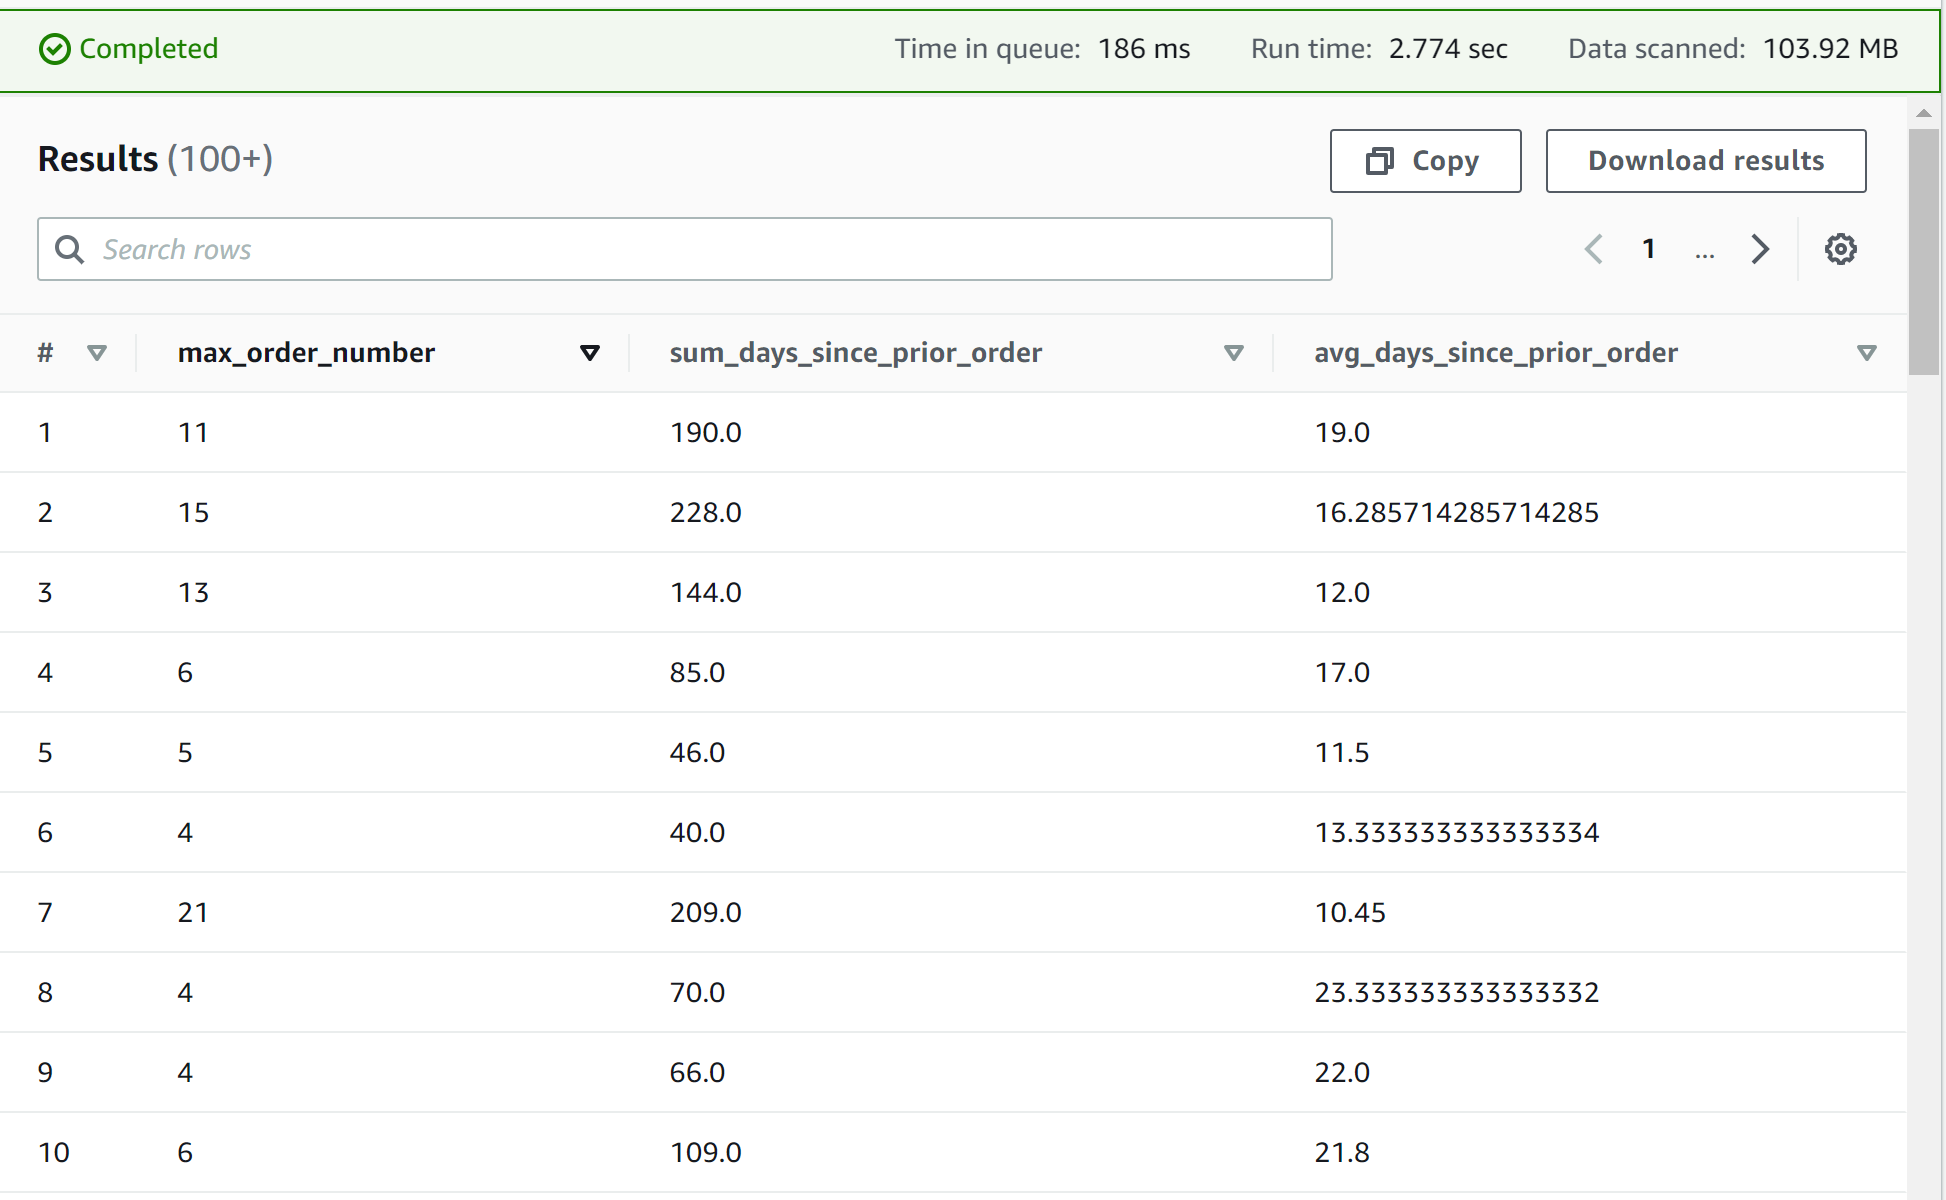 Completed Time in queue: 186 ms Run time: 2.774 sec Data scanned: 103.92 MB
Results (100+) Copy Download results
Search rows 1 ...
# max_order_number sum_days_since_prior_order avg_days_since_prior_order
1 11 190.0 19.0
2 15 228.0 16.285714285714285
3 13 144.0 12.0
4 6 85.0 17.0
5 5 46.0 11.5
6 4 40.0 13.333333333333334
7 21 209.0 10.45
8 4 70.0 23.333333333333332
9 4 66.0 22.0
10 6 109.0 21.8